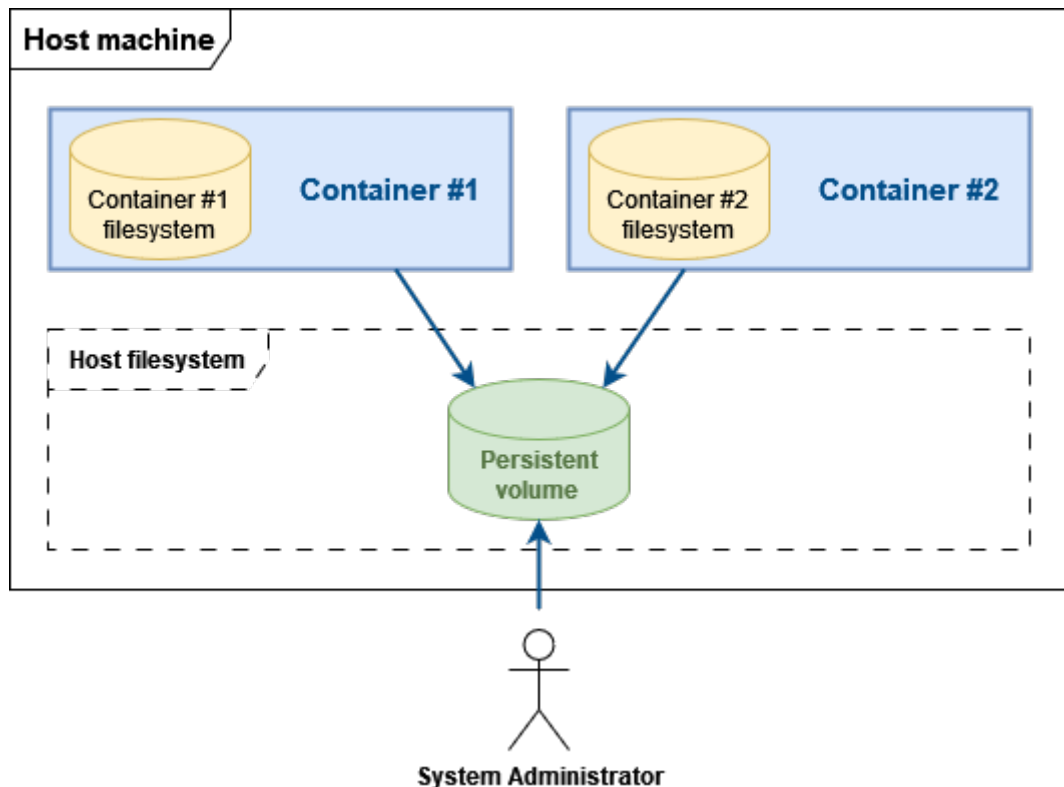 Host machine
Container #1
filesystem
Container #1
Container #2
filesystem
Container #2
Host filesystem
Persistent
volume
System Administrator